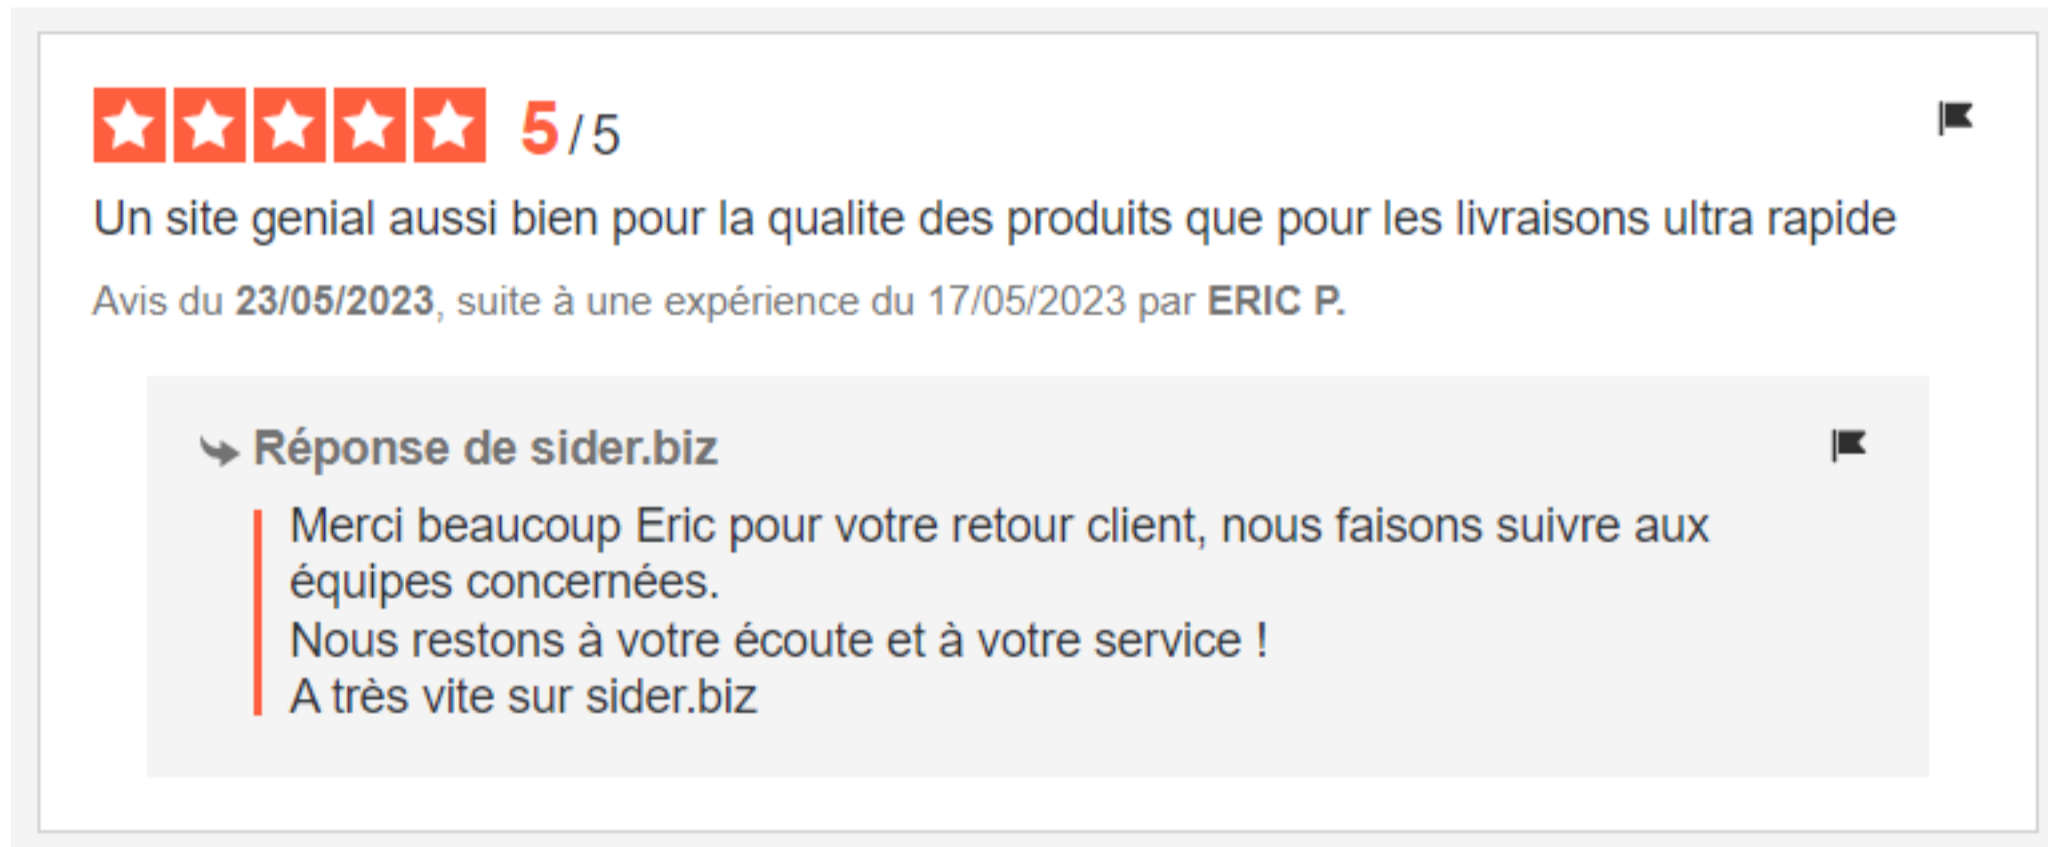 5/5
Un site genial aussi bien pour la qualite des produits que pour les livraisons ultra rapide
Avis du 23/05/2023, suite à une expérience du 17/05/2023 par ERIC P.
Réponse de sider.biz
Merci beaucoup Eric pour votre retour client, nous faisons suivre aux
équipes concernées.
Nous restons à votre écoute et à votre service !
A très vite sur sider.biz